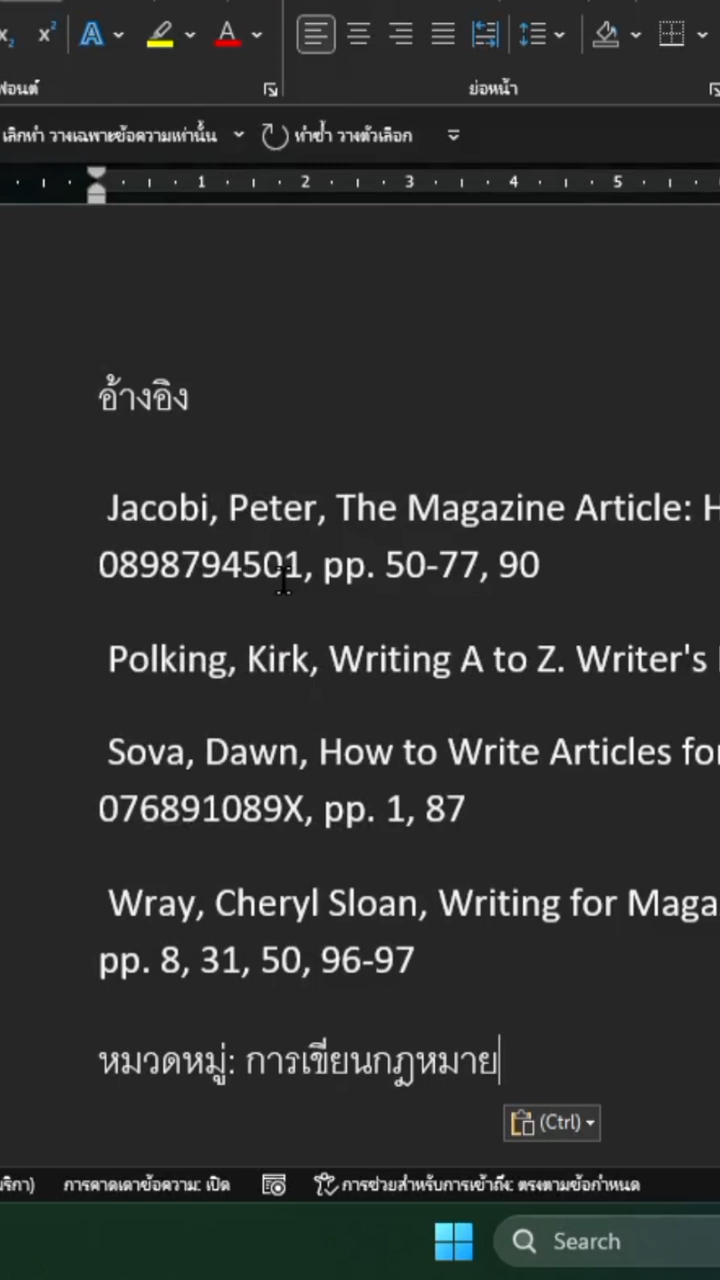 A
A
ย่อหน้า
เลิกทำ วางเฉพาะข้อความเท่านั้น
ทำซ้ำ วางตัวเลือก
1 2 3 4 5
อ้างอิง
Jacobi, Peter, The Magazine Article: H
0898794501, pp. 50-77, 90
Polking, Kirk, Writing A to Z. Writer's
Sova, Dawn, How to Write Articles for
076891089X, pp. 1, 87
Wray, Cheryl Sloan, Writing for Maga
pp. 8, 31, 50, 96-97
หมวดหมู่: การเขียนกฎหมาย
(Ctrl)
การคาดเดาข้อความ: เปิด
การช่วยสำหรับการเข้าถึง: ตรงตามข้อกำหนด
Search